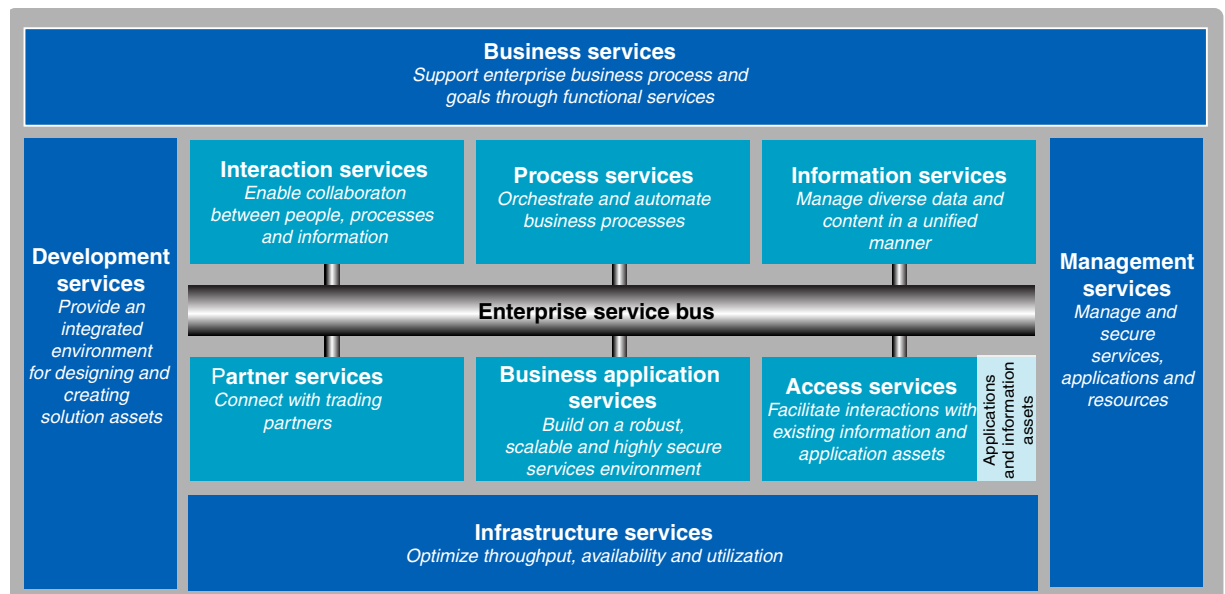 Business services
Support enterprise business process and
goals through functional services
Development
services
Provide an
integrated
environment
for designing and
creating
solution assets
Interaction services
Enable collaboraton
between people, processes
and information
Process services
Orchestrate and automate
business processes
Information services
Manage diverse data and
content in a unified
manner
Management
services
Manage and
secure
services,
applications and
resources
Enterprise service bus
Partner services
Connect with trading
partners
Business application
services
Build on a robust,
scalable and highly secure
services environment
Access services
Facilitate interactions with
existing information and
application assets
Applications
and information
assets
Infrastructure services
Optimize throughput, availability and utilization